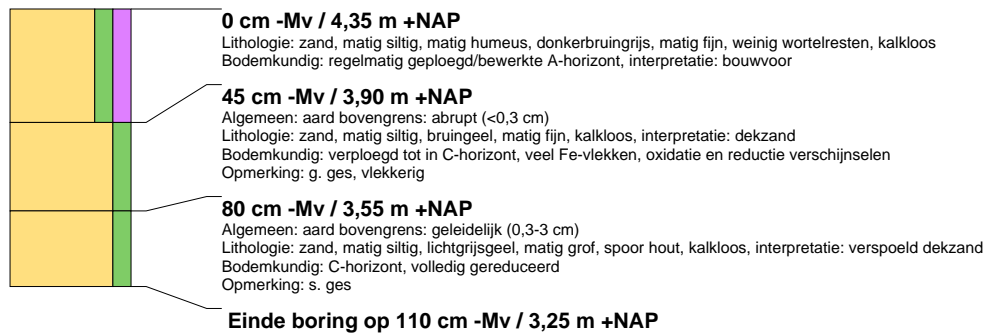 0 cm -Mv / 4,35 m +NAP
Lithologie: zand, matig siltig, matig humeus, donkerbruingrijs, matig fijn, weinig wortelresten, kalkloos
Bodemkundig: regelmatig geploegd/bewerkte A-horizont, interpretatie: bouwvoor
45 cm -Mv / 3,90 m +NAP
Algemeen: aard bovengrens: abrupt (<0,3 cm)
Lithologie: zand, matig siltig, bruingeel, matig fijn, kalkloos, interpretatie: dekzand
Bodemkundig: verploegd tot in C-horizont, veel Fe-vlekken, oxidatie en reductie verschijnselen
Opmerking: g. ges, vlekkerig
80 cm -Mv / 3,55 m +NAP
Algemeen: aard bovengrens: geleidelijk (0,3-3 cm)
Lithologie: zand, matig siltig, lichtgrijsgeel, matig grof, spoor hout, kalkloos, interpretatie: verspoeld dekzand
Bodemkundig: C-horizont, volledig gereduceerd
Opmerking: s. ges
Einde boring op 110 cm -Mv / 3,25 m +NAP